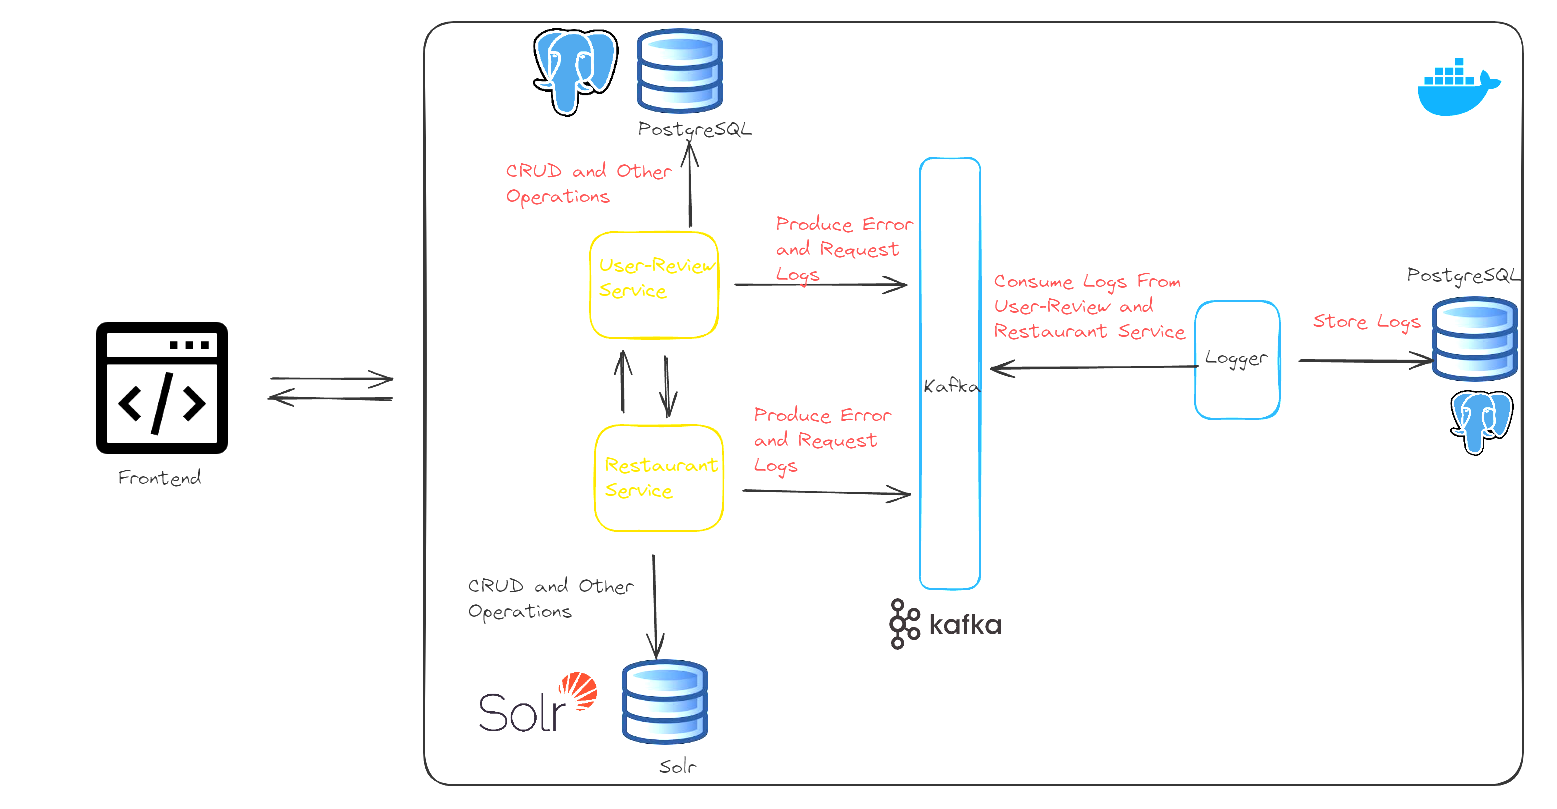 PostgreSQL
CRUD and Other
Operations
Produce Error
and Request
Logs
User-Review
Service
Consume Logs From
User-Review and
Restaurant Service
PostgreSQL
Store Logs
Logger
Kafka
Frontend
Produce Error
and Request
Logs
Restaurant
Service
CRUD and Other
Operations
kafka
Solr
Solr